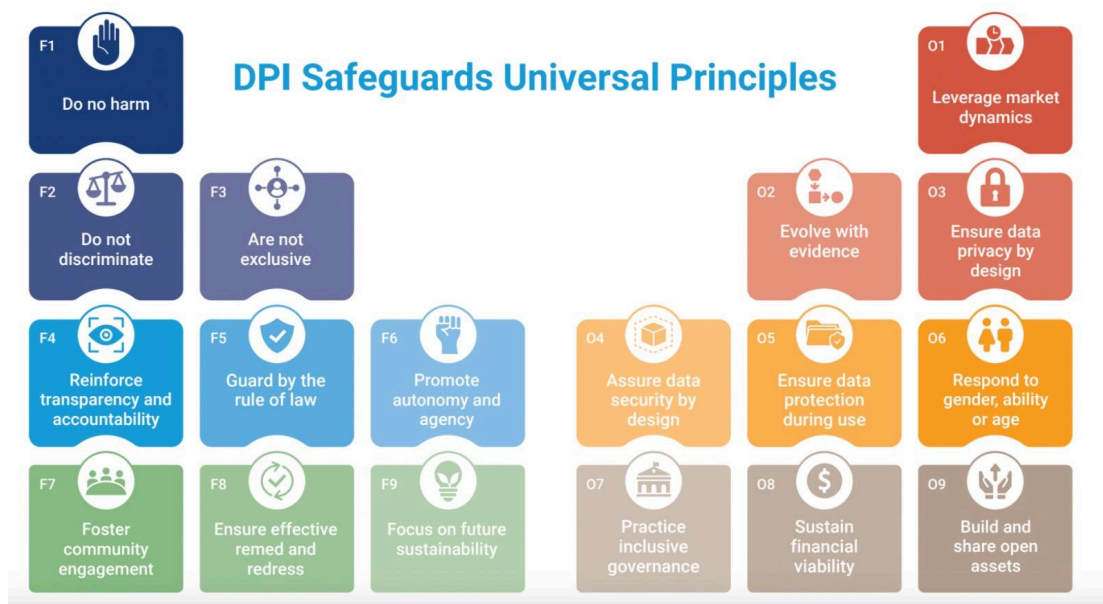 DPI Safeguards Universal Principles
F1
Do no harm
O1
Leverage market
dynamics
F2
Do not
discriminate
F3
Are not
exclusive
O2
Evolve with
evidence
O3
Ensure data
privacy by
design
F4
Reinforce
transparency and
accountability
F5
Guard by the
rule of law
F6
Promote
autonomy and
agency
O4
Assure data
security by
design
O5
Ensure data
protection
during use
O6
Respond to
gender, ability
or age
F7
Foster
community
engagement
F8
Ensure effective
remed and
redress
F9
Focus on future
sustainability
O7
Practice
inclusive
governance
O8
$
Sustain
financial
viability
O9
Build and
share open
assets